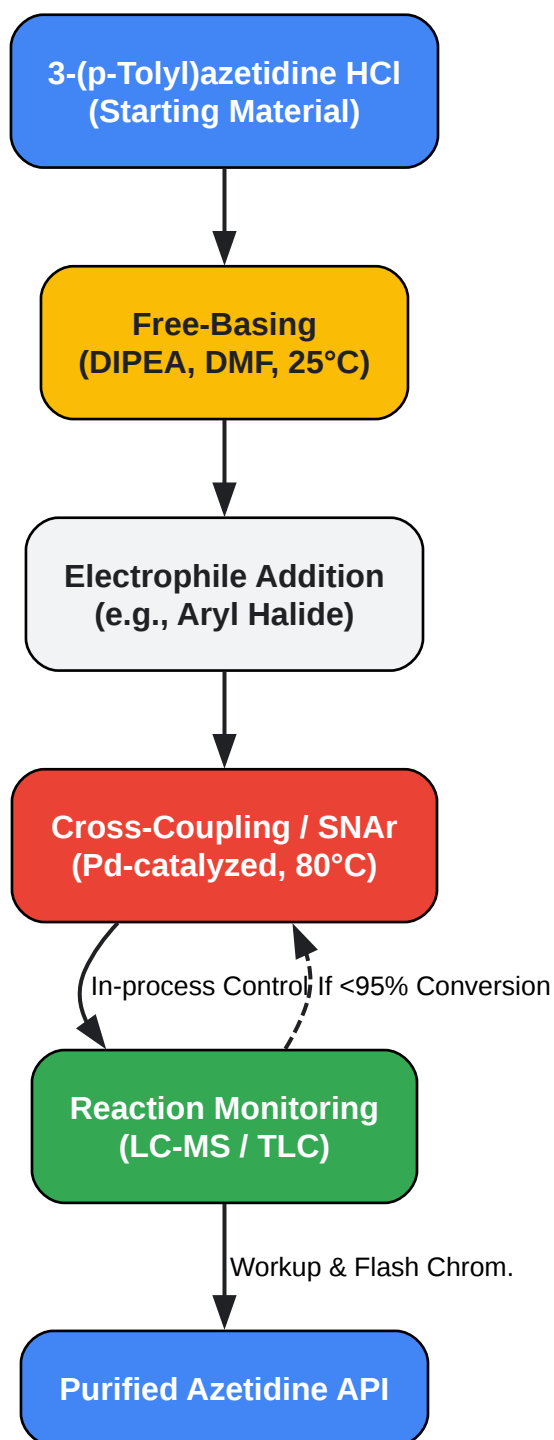 3-(p-Tolyl)azetidine HCl
(Starting Material)
Free-Basing
(DIPEA, DMF, 25°C)
Electrophile Addition
(e.g., Aryl Halide)
Cross-Coupling / SNAr
(Pd-catalyzed, 80°C)
In-process Control
If <95% Conversion
Reaction Monitoring
(LC-MS / TLC)
Workup & Flash Chrom.
Purified Azetidine API